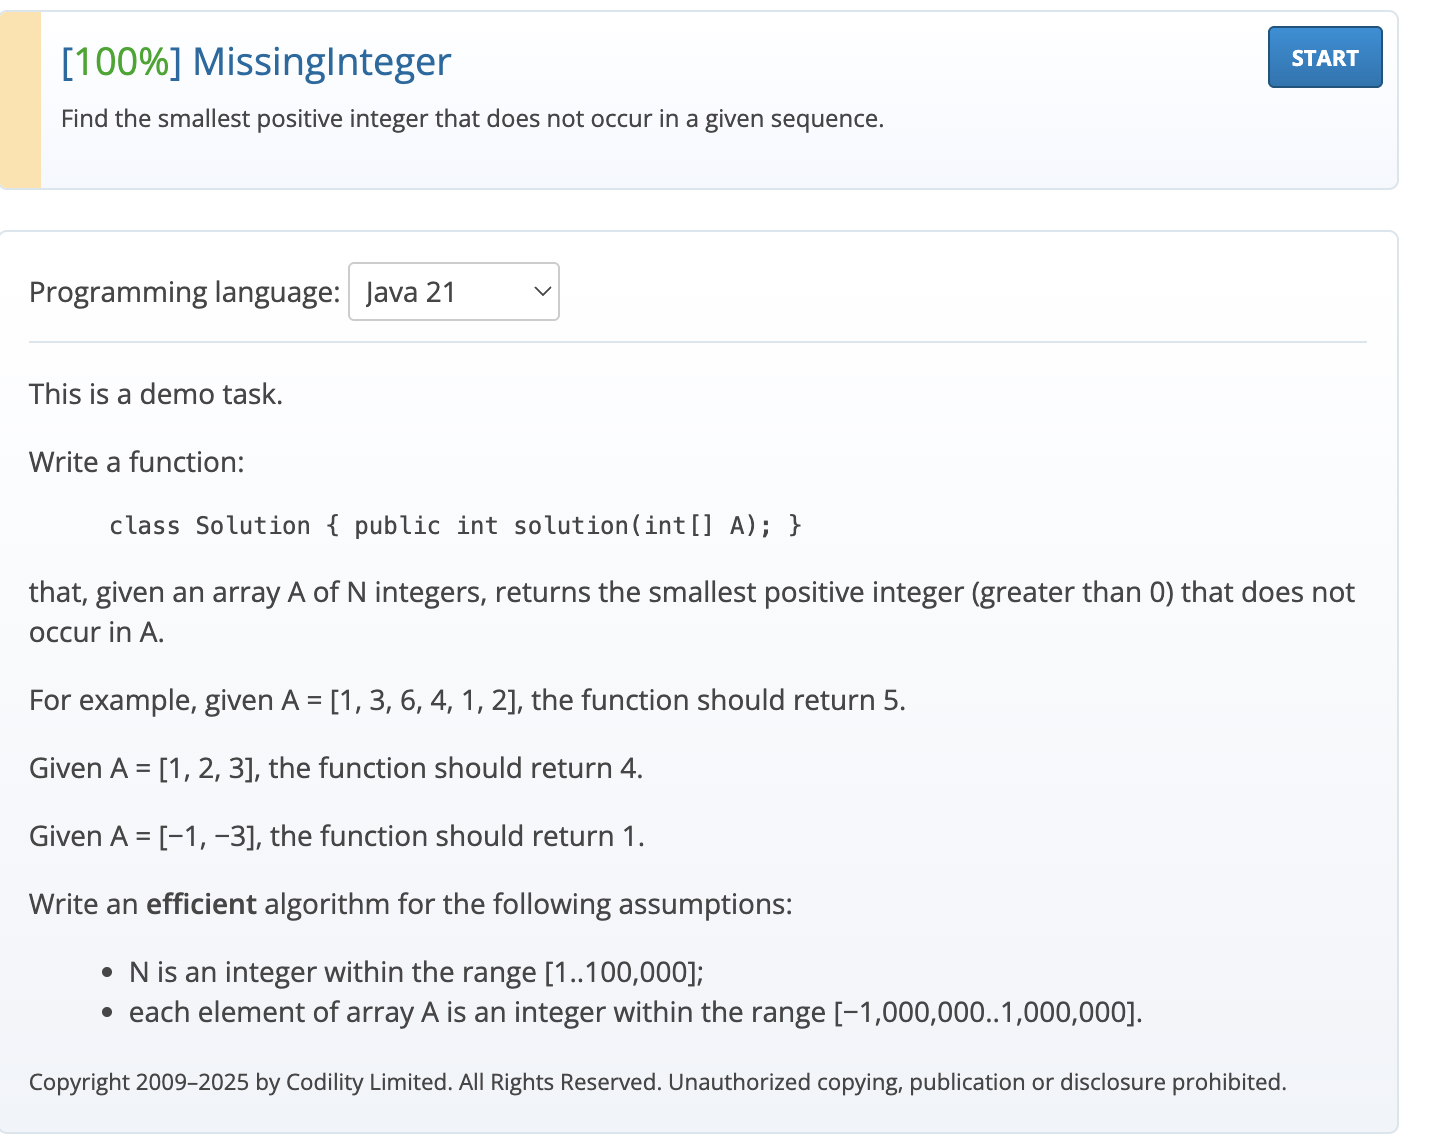 [100%] MissingInteger
START
Find the smallest positive integer that does not occur in a given sequence.
Programming language: Java 21
This is a demo task.
Write a function:
class Solution { public int solution(int[] A); }
that, given an array A of N integers, returns the smallest positive integer (greater than 0) that does not
occur in A.
For example, given A = [1, 3, 6, 4, 1, 2], the function should return 5.
Given A = [1, 2, 3], the function should return 4.
Given A = [−1, −3], the function should return 1.
Write an efficient algorithm for the following assumptions:
• N is an integer within the range [1..100,000];
• each element of array A is an integer within the range [−1,000,000..1,000,000].
Copyright 2009–2025 by Codility Limited. All Rights Reserved. Unauthorized copying, publication or disclosure prohibited.